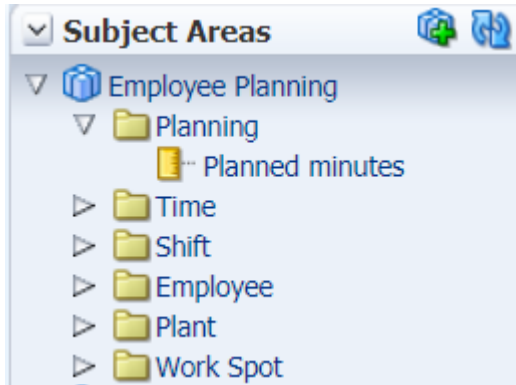 Subject Areas
Employee Planning
Planning
Planned minutes
Time
Shift
Employee
Plant
Work Spot